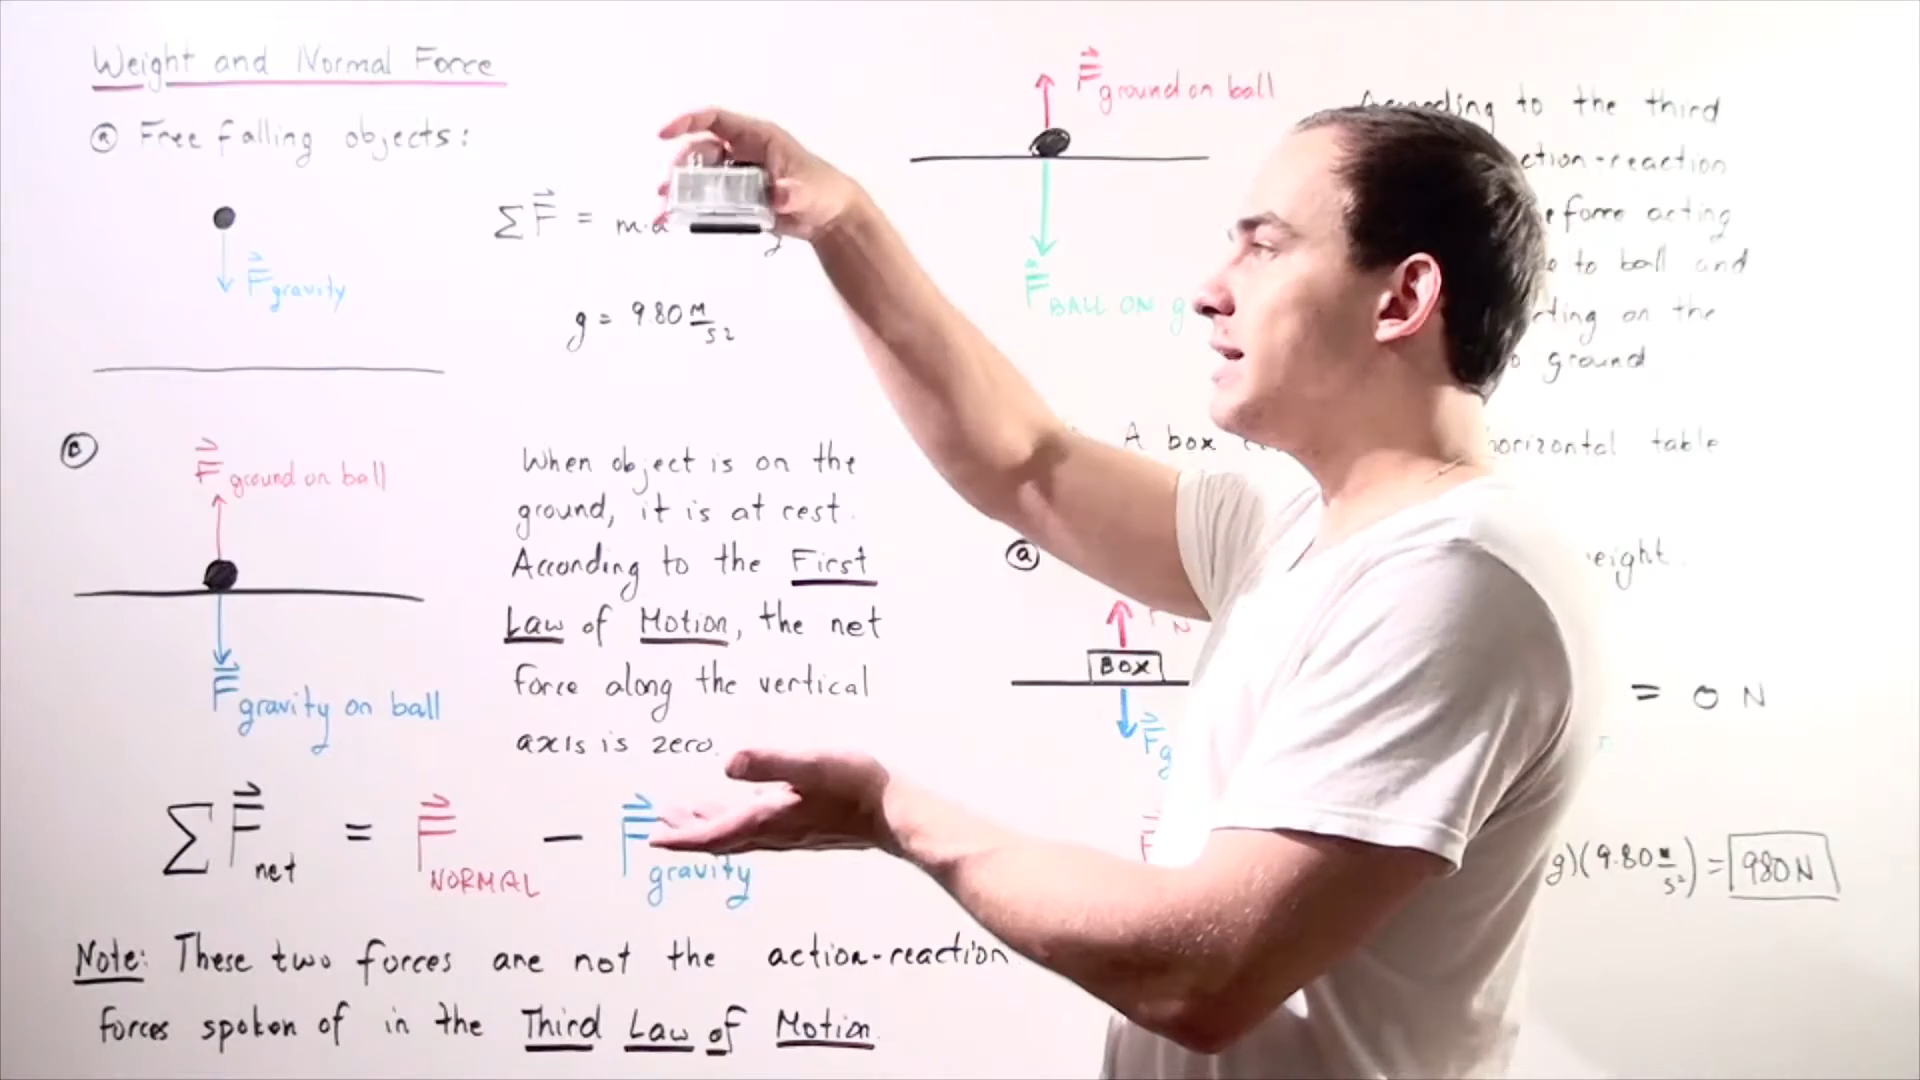 Weight and Normal Force
(a) Free falling objects:
F gravity
ΣF = m·a
g = 9.80 M/S²
(B)
F ground on ball
F gravity on ball
When object is on the
ground, it is at rest.
According to the First
Law of Motion, the net
force along the vertical
axis is zero.
ΣF net = F NORMAL − F gravity
Note: These two forces are not the action-reaction
forces spoken of in the Third Law of Motion.
F ground on ball
F BALL ON g
According to the third
ction-reaction
force acting
to ball and
cting on the
ground
A box
horizontal table
(a)
eight.
F N
BOX
F g
= 0 N
F
g)(9.80 M/S²) = 980 N